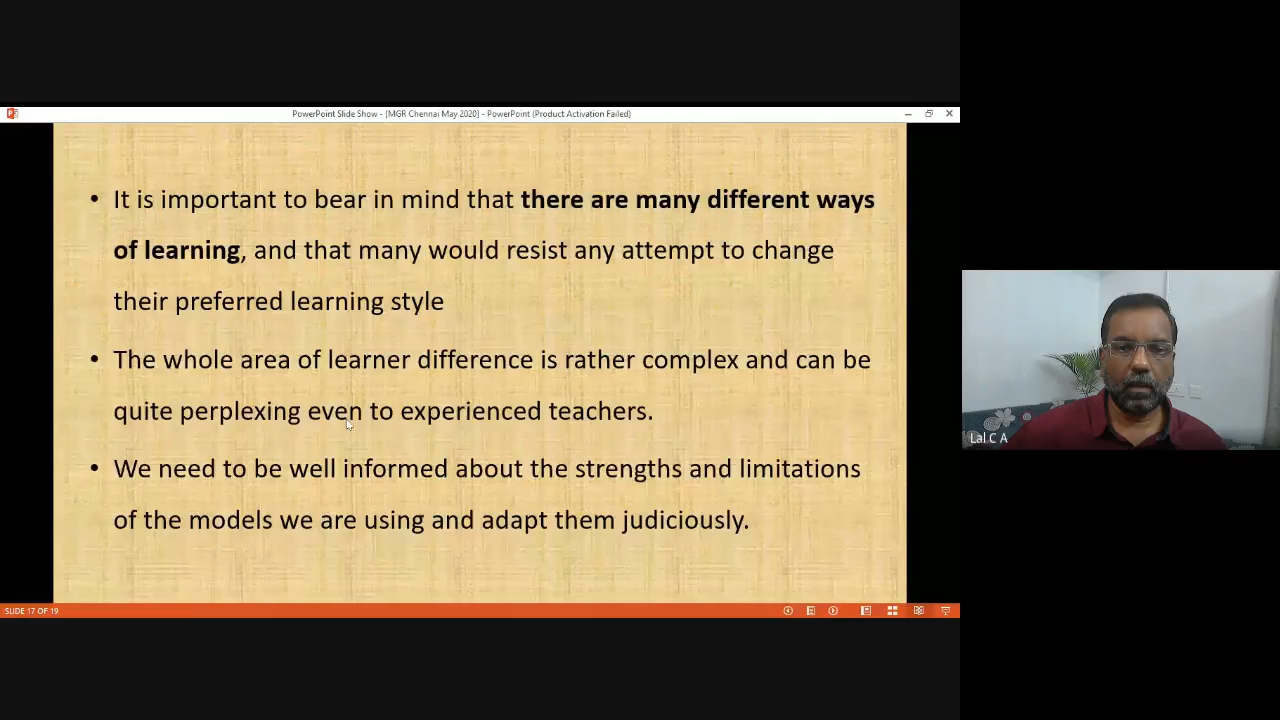 PowerPoint Slide Show - [MGR Chennai May 2020] - PowerPoint (Product Activation Failed)
• It is important to bear in mind that there are many different ways
of learning, and that many would resist any attempt to change
their preferred learning style
• The whole area of learner difference is rather complex and can be
quite perplexing even to experienced teachers.
• We need to be well informed about the strengths and limitations
of the models we are using and adapt them judiciously.
Lal C A
SLIDE 17 OF 19